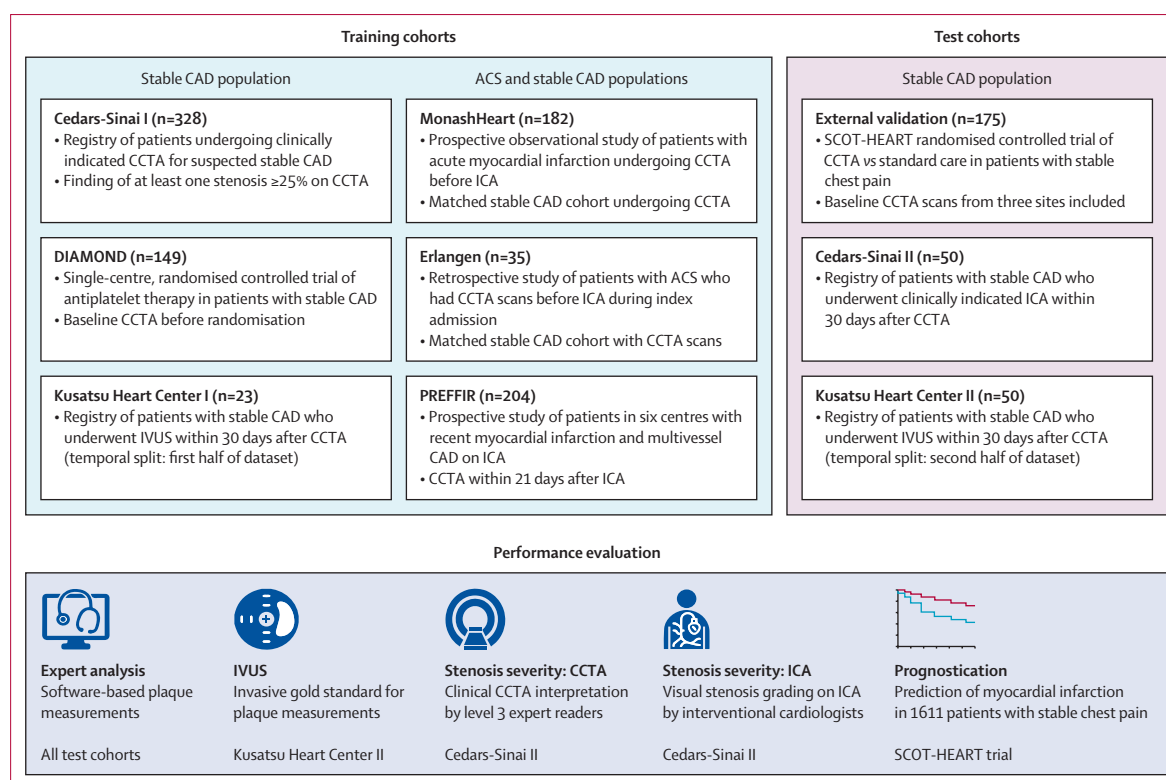 Training cohorts
Stable CAD population
Cedars-Sinai I (n=328)
• Registry of patients undergoing clinically
indicated CCTA for suspected stable CAD
• Finding of at least one stenosis ≥25% on CCTA
DIAMOND (n=149)
• Single-centre, randomised controlled trial of
antiplatelet therapy in patients with stable CAD
• Baseline CCTA before randomisation
Kusatsu Heart Center I (n=23)
• Registry of patients with stable CAD who
underwent IVUS within 30 days after CCTA
(temporal split: first half of dataset)
ACS and stable CAD populations
MonashHeart (n=182)
• Prospective observational study of patients with
acute myocardial infarction undergoing CCTA
before ICA
• Matched stable CAD cohort undergoing CCTA
Erlangen (n=35)
• Retrospective study of patients with ACS who
had CCTA scans before ICA during index
admission
• Matched stable CAD cohort with CCTA scans
PREFFIR (n=204)
• Prospective study of patients in six centres with
recent myocardial infarction and multivessel
CAD on ICA
• CCTA within 21 days after ICA
Test cohorts
Stable CAD population
External validation (n=175)
• SCOT-HEART randomised controlled trial of
CCTA vs standard care in patients with stable
chest pain
• Baseline CCTA scans from three sites included
Cedars-Sinai II (n=50)
• Registry of patients with stable CAD who
underwent clinically indicated ICA within
30 days after CCTA
Kusatsu Heart Center II (n=50)
• Registry of patients with stable CAD who
underwent IVUS within 30 days after CCTA
(temporal split: second half of dataset)
Performance evaluation
Expert analysis
Software-based plaque
measurements
All test cohorts
IVUS
Invasive gold standard for
plaque measurements
Kusatsu Heart Center II
Stenosis severity: CCTA
Clinical CCTA interpretation
by level 3 expert readers
Cedars-Sinai II
Stenosis severity: ICA
Visual stenosis grading on ICA
by interventional cardiologists
Cedars-Sinai II
Prognostication
Prediction of myocardial infarction
in 1611 patients with stable chest pain
SCOT-HEART trial